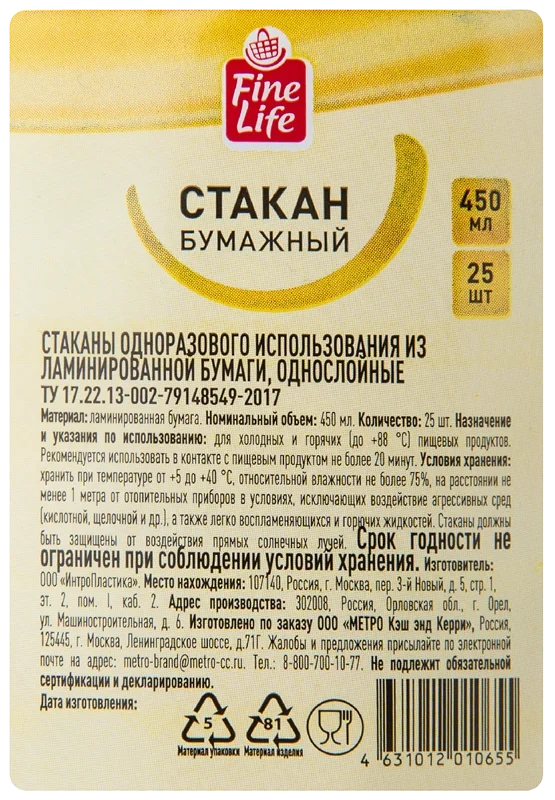 Fine
Life
СТАКАН
БУМАЖНЫЙ
450
МЛ
25
ШТ
СТАКАНЫ ОДНОРАЗОВОГО ИСПОЛЬЗОВАНИЯ ИЗ
ЛАМИНИРОВАННОЙ БУМАГИ, ОДНОСЛОЙНЫЕ
ТУ 17.22.13-002-79148549-2017
Материал: ламинированная бумага. Номинальный объем: 450 мл. Количество: 25 шт. Назначение
и указания по использованию: для холодных и горячих (до +88 °C) пищевых продуктов.
Рекомендуется использовать в контакте с пищевым продуктом не более 20 минут. Условия хранения:
хранить при температуре от +5 до +40 °C, относительной влажности не более 75%, на расстоянии не
менее 1 метра от отопительных приборов в условиях, исключающих воздействие агрессивных сред
(кислотной, щелочной и др.), а также легко воспламеняющихся и горючих жидкостей. Стаканы должны
быть защищены от воздействия прямых солнечных лучей. Срок годности не
ограничен при соблюдении условий хранения. Изготовитель:
ООО «ИнтроПластика». Место нахождения: 107140, Россия, г. Москва, пер. 3-й Новый, д. 5, стр. 1,
эт. 2, пом. I, каб. 2. Адрес производства: 302008, Россия, Орловская обл., г. Орел,
ул. Машиностроительная, д. 6. Изготовлено по заказу ООО «МЕТРО Кэш энд Керри», Россия,
125445, г. Москва, Ленинградское шоссе, д.71Г. Жалобы и предложения присылайте по электронной
почте на адрес: metro-brand@metro-cc.ru. Тел.: 8-800-700-10-77. Не подлежит обязательной
сертификации и декларированию.
Дата изготовления:
5
Материал упаковки
81
Материал изделия
4 631012 010655